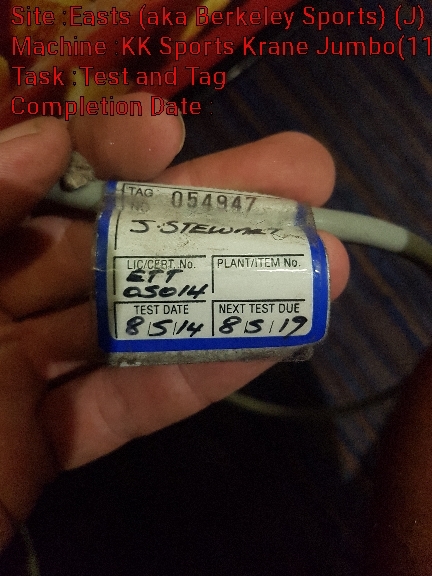 Site :Easts (aka Berkeley Sports) (J)
Machine :KK Sports Krane Jumbo(11
Task :Test and Tag
Completion Date
TAG No. 054947
J·STEWART
LIC/CERT. No. PLANT/ITEM No.
ETT
05014
TEST DATE NEXT TEST DUE
8/5/14 8/5/19